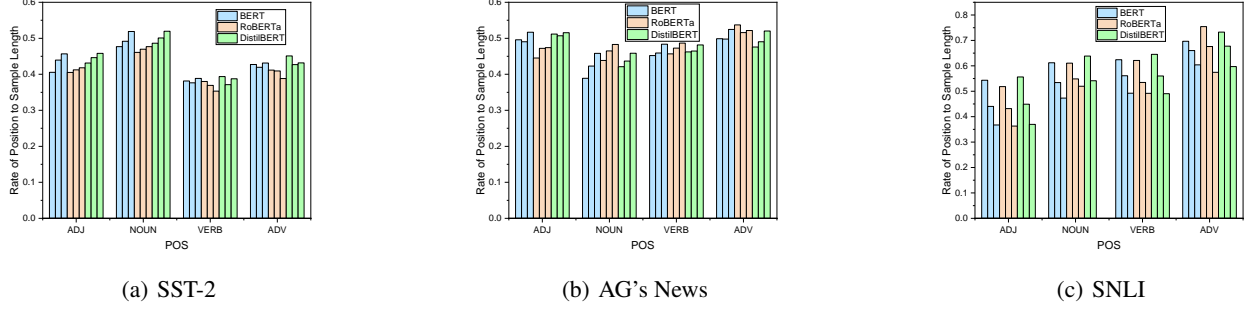 Rate of Position to Sample Length
0.6
0.5
0.4
0.3
0.2
0.1
0.0
BERT
RoBERTa
DistilBERT
ADJ NOUN VERB ADV
POS
(a) SST-2
Rate of Position to Sample Length
0.6
0.5
0.4
0.3
0.2
0.1
0.0
BERT
RoBERTa
DistilBERT
ADJ NOUN VERB ADV
POS
(b) AG's News
Rate of Position to Sample Length
0.8
0.7
0.6
0.5
0.4
0.3
0.2
0.1
0.0
BERT
RoBERTa
DistilBERT
ADJ NOUN VERB ADV
POS
(c) SNLI